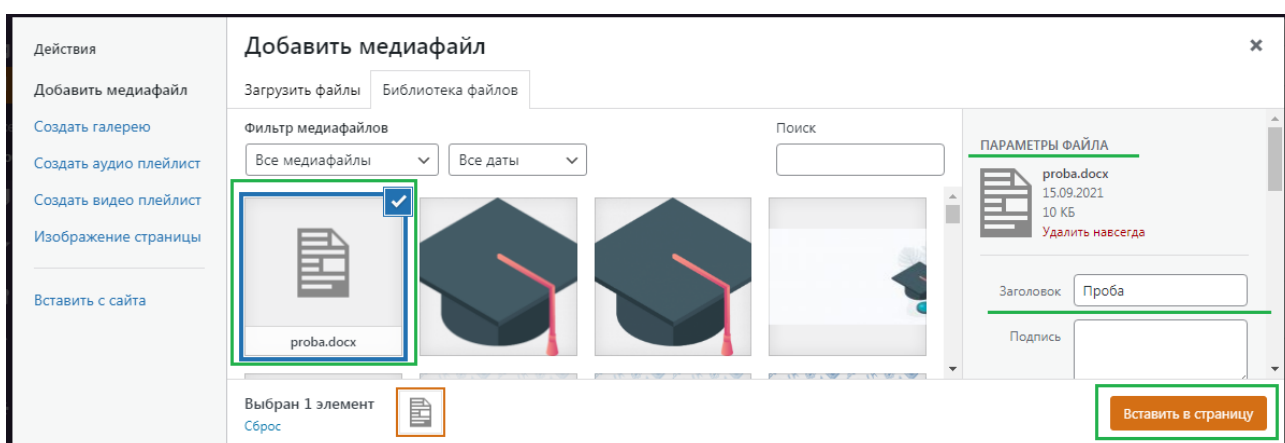 Действия
Добавить медиафайл
Создать галерею
Создать аудио плейлист
Создать видео плейлист
Изображение страницы
Вставить с сайта
Добавить медиафайл
Загрузить файлы
Библиотека файлов
Фильтр медиафайлов
Все медиафайлы
Все даты
Поиск
proba.docx
ПАРАМЕТРЫ ФАЙЛА
proba.docx
15.09.2021
10 КБ
Удалить навсегда
Заголовок
Проба
Подпись
Выбран 1 элемент
Сброс
Вставить в страницу